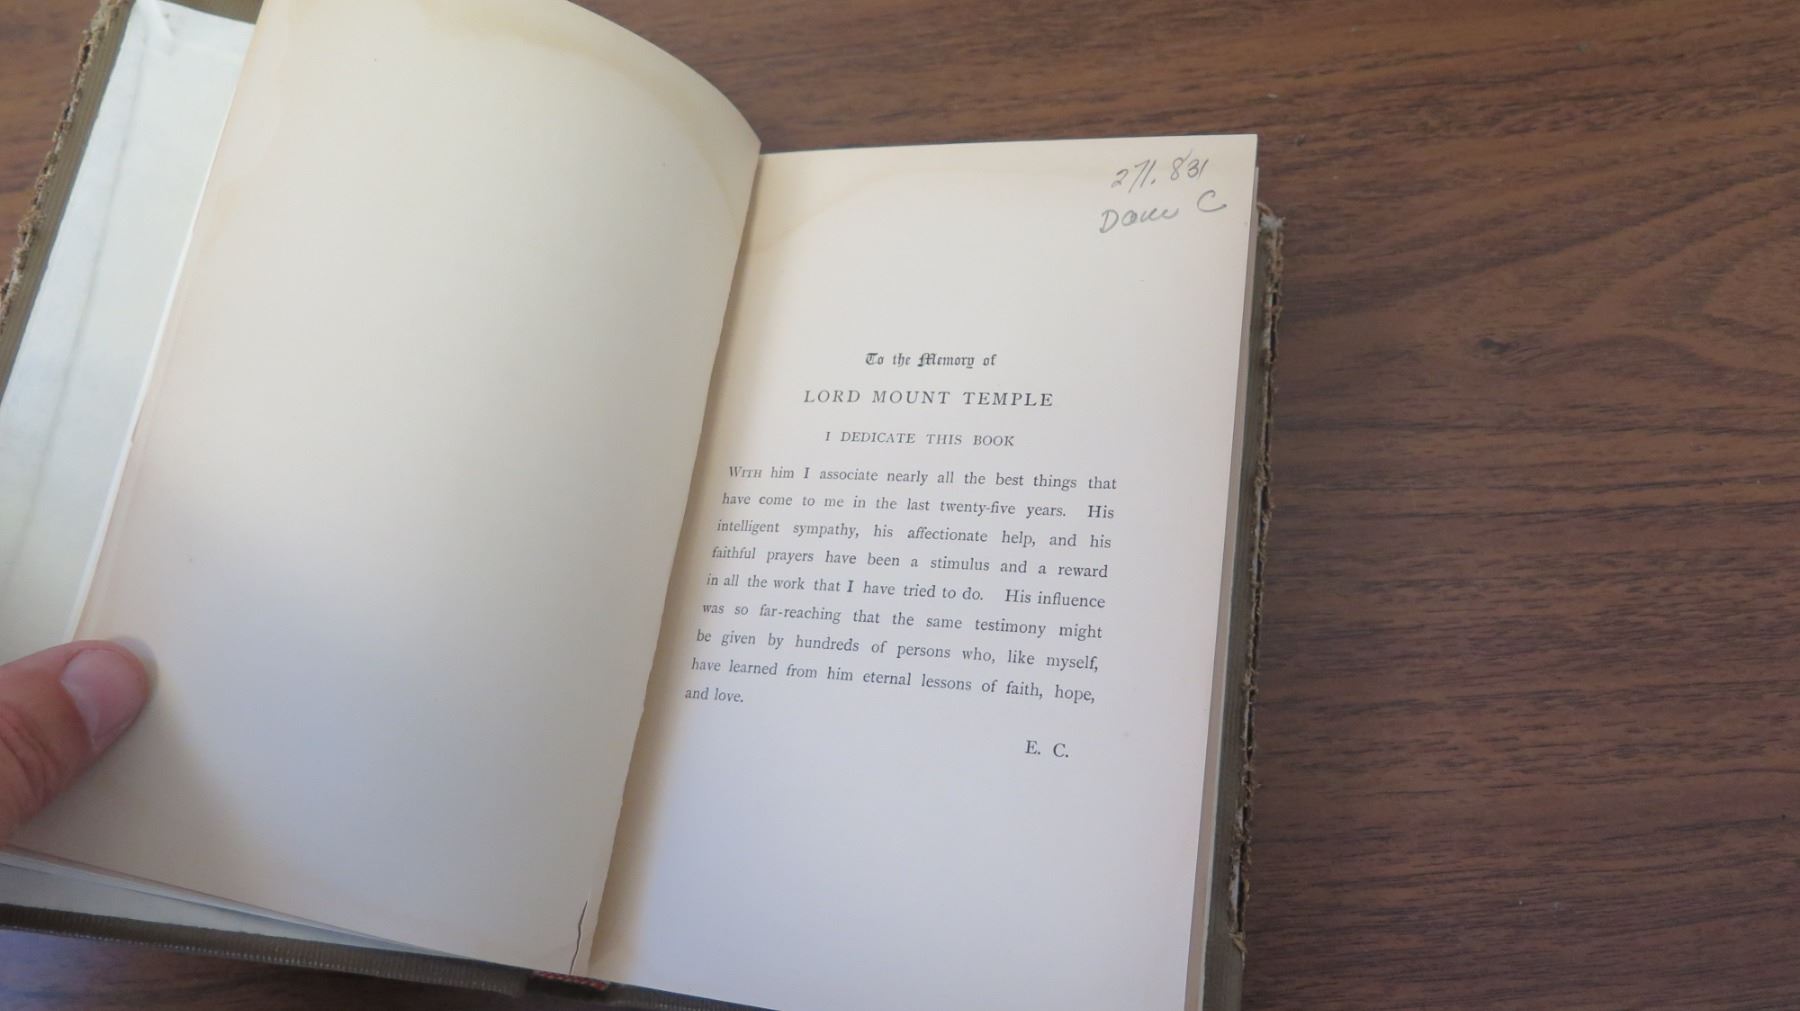 271.831
To the Memory of
LORD MOUNT TEMPLE
I DEDICATE THIS BOOK
WITH him I associate nearly all the best things that
have come to me in the last twenty-five years. His
intelligent sympathy, his affectionate help, and his
faithful prayers have been a stimulus and a reward
in all the work that I have tried to do. His influence
was so far-reaching that the same testimony might
be given by hundreds of persons who, like myself,
have learned from him eternal lessons of faith, hope,
and love.
E. C.